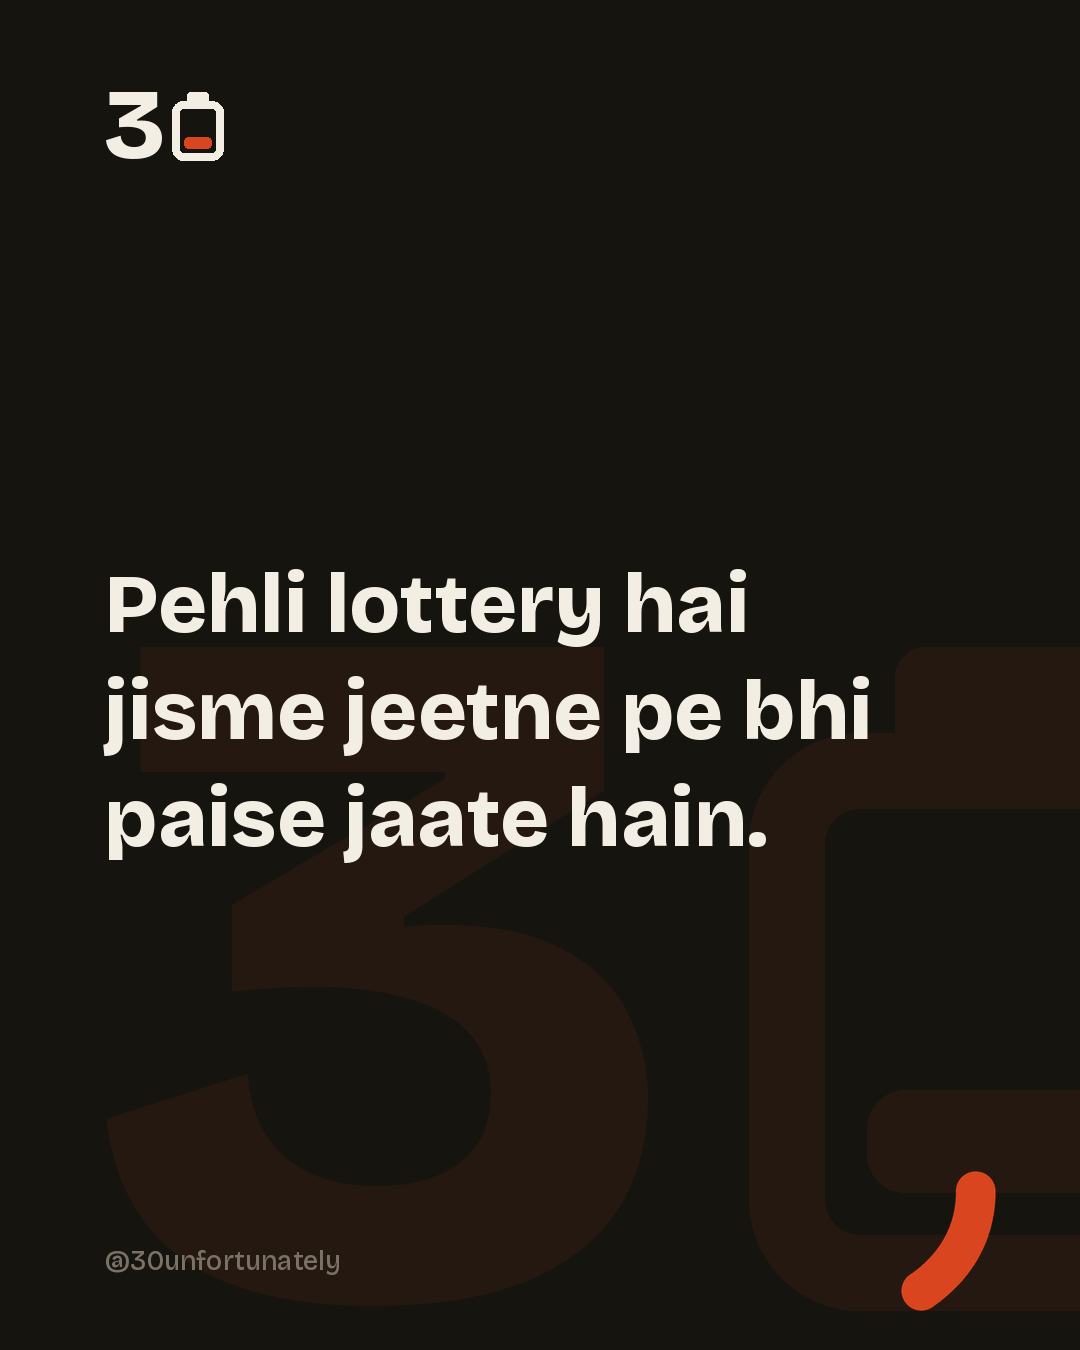 30
Pehli lottery hai
jisme jeetne pe bhi
paise jaate hain.
@30unfortunately